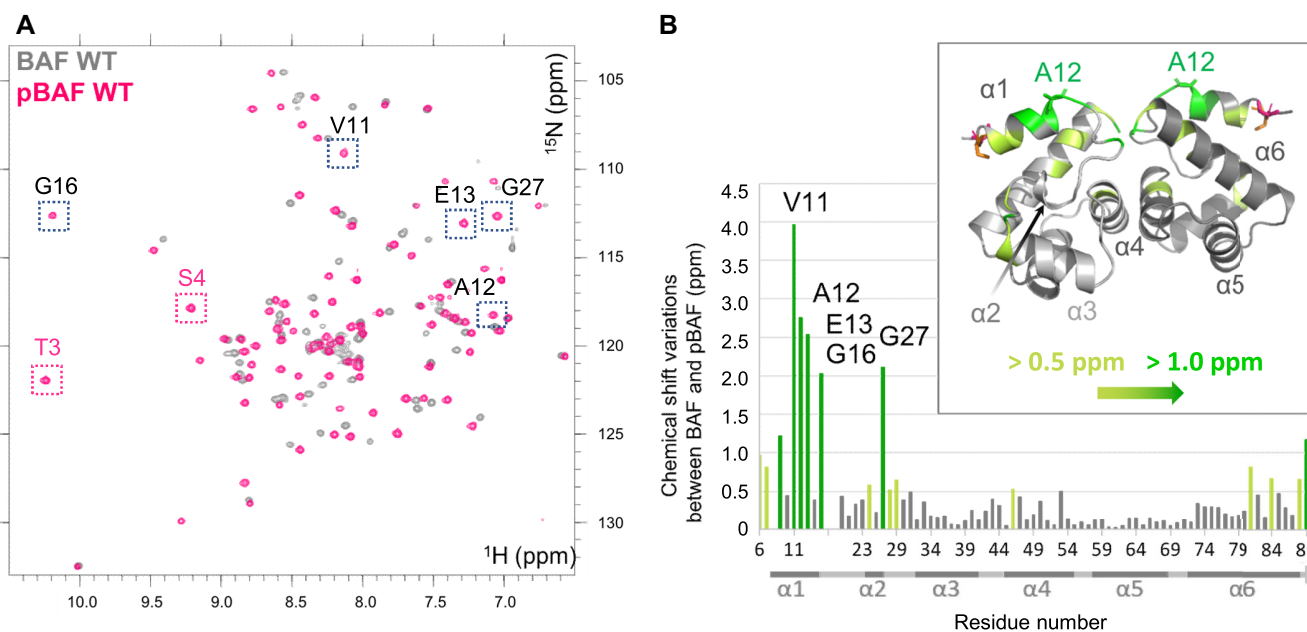 A
BAF WT
pBAF WT
15N (ppm)
105
110
115
120
125
130
V11
G16
E13
G27
S4
A12
T3
1H (ppm)
10.0 9.5 9.0 8.5 8.0 7.5 7.0
B
A12
A12
α1
α6
α4
α5
α2
α3
> 0.5 ppm > 1.0 ppm
Chemical shift variations
between BAF and pBAF (ppm)
4.5
4.0
3.5
3.0
2.5
2.0
1.5
1.0
0.5
0
V11
A12
E13
G16
G27
6 11 23 29 34 39 44 49 54 59 64 69 74 79 84 8
α1 α2 α3 α4 α5 α6
Residue number